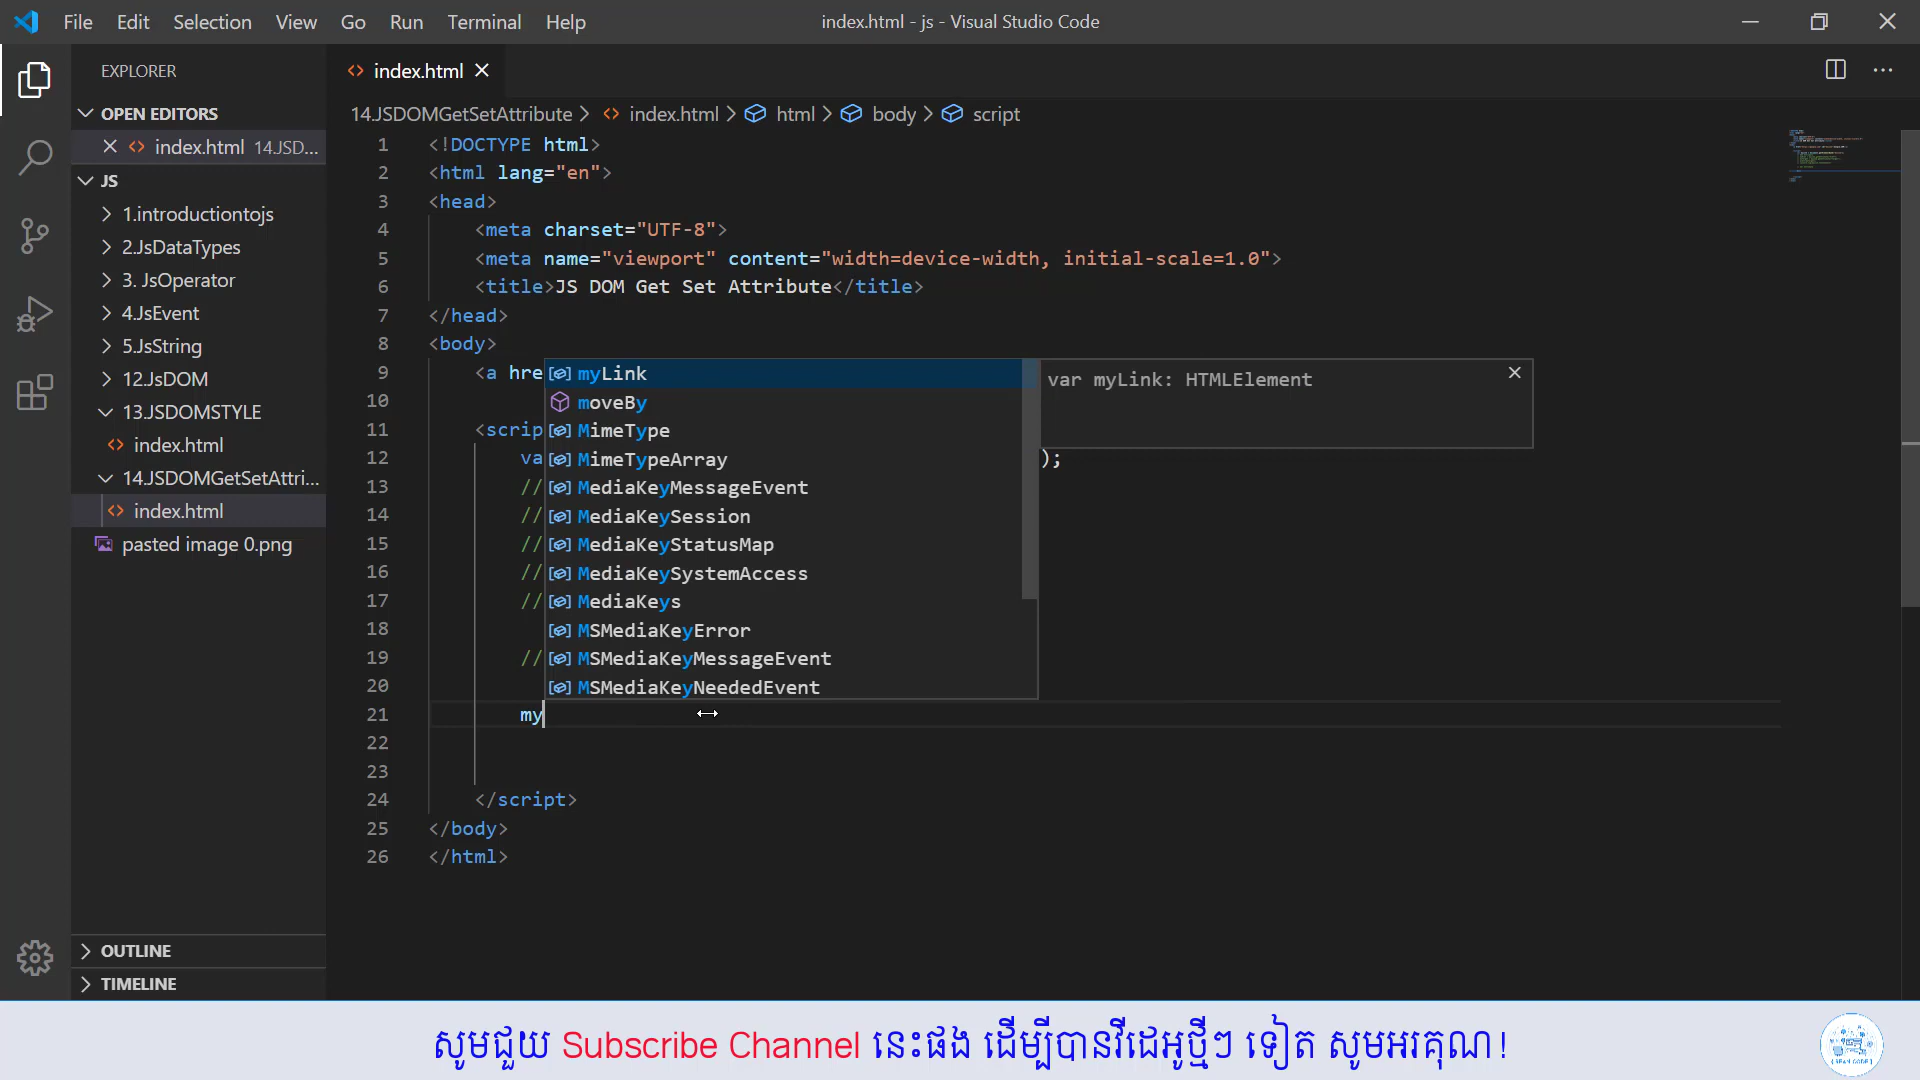 File Edit Selection View Go Run Terminal Help
index.html - js - Visual Studio Code
EXPLORER
OPEN EDITORS
index.html 14.JSD...
JS
1.introductiontojs
2.JsDataTypes
3. JsOperator
4.JsEvent
5.JsString
12.JsDOM
13.JSDOMSTYLE
index.html
14.JSDOMGetSetAttri...
index.html
pasted image 0.png
OUTLINE
TIMELINE
index.html
14.JSDOMGetSetAttribute > index.html > html > body > script
1 <!DOCTYPE html>
2 <html lang="en">
3 <head>
4 <meta charset="UTF-8">
5 <meta name="viewport" content="width=device-width, initial-scale=1.0">
6 <title>JS DOM Get Set Attribute</title>
7 </head>
8 <body>
9 <a hre
10
11 <scrip
12 va );
13 //
14 //
15 //
16 //
17 //
18
19 //
20
21 my
22
23
24 </script>
25 </body>
26 </html>
myLink
moveBy
MimeType
MimeTypeArray
MediaKeyMessageEvent
MediaKeySession
MediaKeyStatusMap
MediaKeySystemAccess
MediaKeys
MSMediaKeyError
MSMediaKeyMessageEvent
MSMediaKeyNeededEvent
var myLink: HTMLElement
សូមជួយ Subscribe Channel នេះផង ដើម្បីបានវីដេអូថ្មីៗ ទៀត សូមអរគុណ!